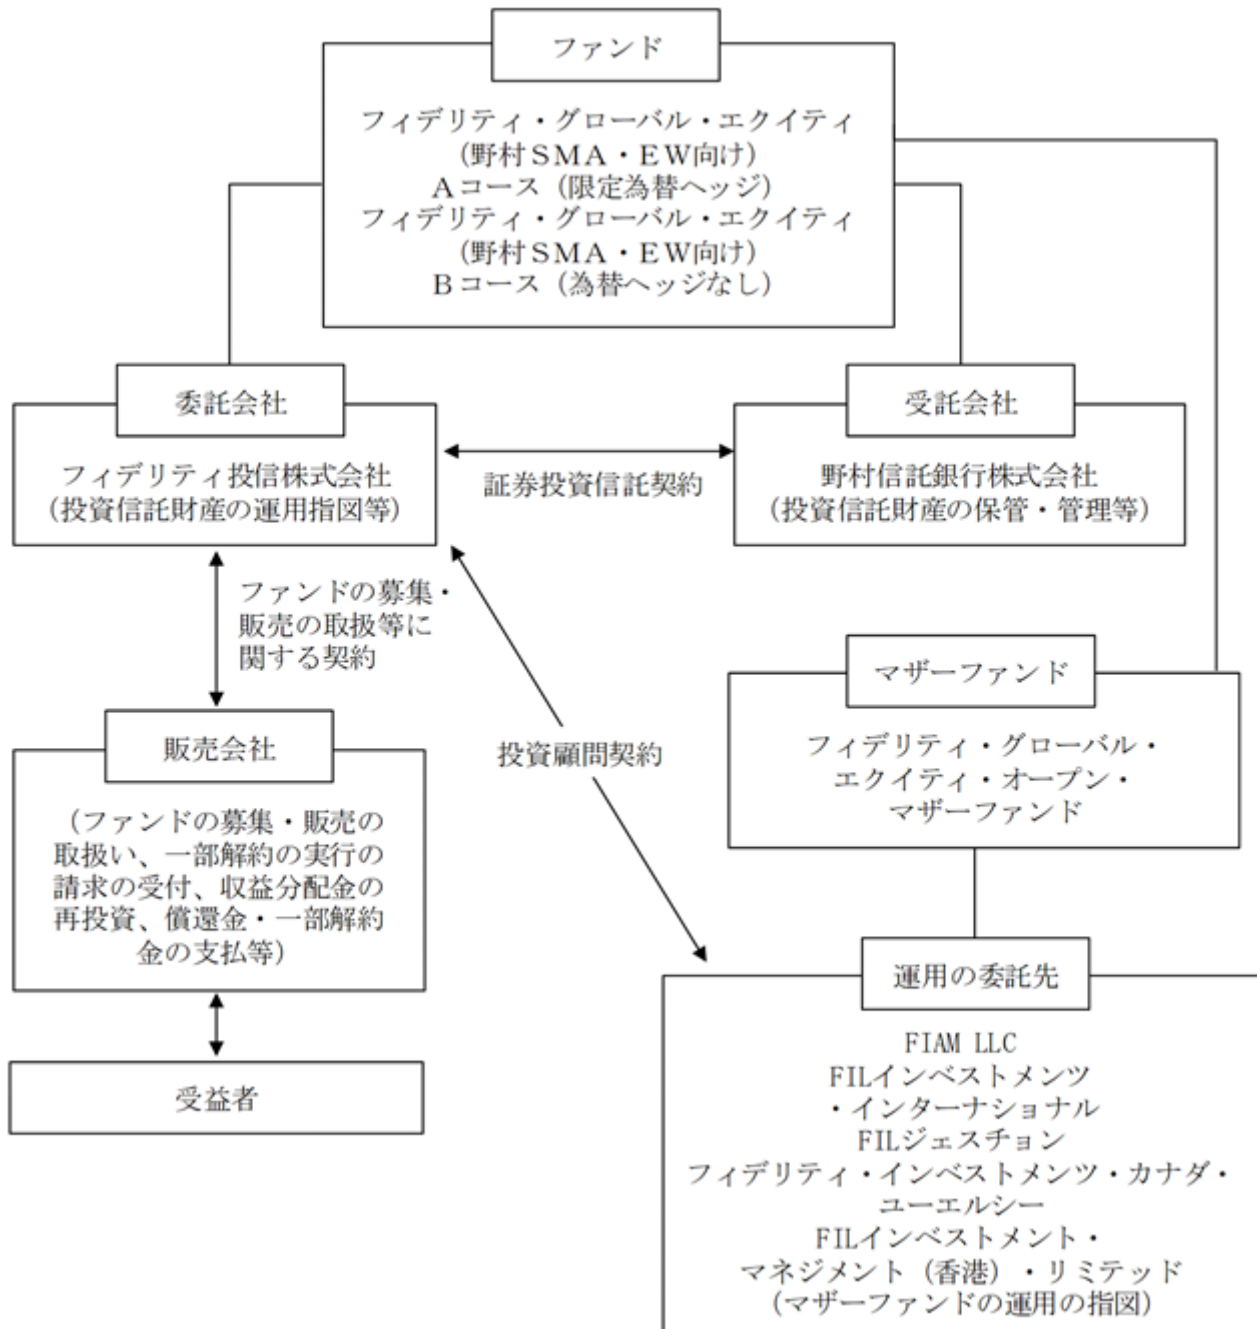 ファンド
フィデリティ・グローバル・エクイティ
(野村ＳＭＡ・ＥＷ向け)
Ａコース（限定為替ヘッジ）
フィデリティ・グローバル・エクイティ
(野村ＳＭＡ・ＥＷ向け)
Ｂコース（為替ヘッジなし）
委託会社
フィデリティ投信株式会社
（投資信託財産の運用指図等）
証券投資信託契約
受託会社
野村信託銀行株式会社
（投資信託財産の保管・管理等）
ファンドの募集・
販売の取扱等に
関する契約
投資顧問契約
マザーファンド
フィデリティ・グローバル・
エクイティ・オープン・
マザーファンド
販売会社
（ファンドの募集・販売の
取扱い、一部解約の実行の
請求の受付、収益分配金の
再投資、償還金・一部解約
金の支払等）
受益者
運用の委託先
FIAM LLC
FILインベストメンツ
・インターナショナル
FILジェスチョン
フィデリティ・インベストメンツ・カナダ・
ユーエルシー
FILインベストメント・
マネジメント（香港）・リミテッド
（マザーファンドの運用の指図）